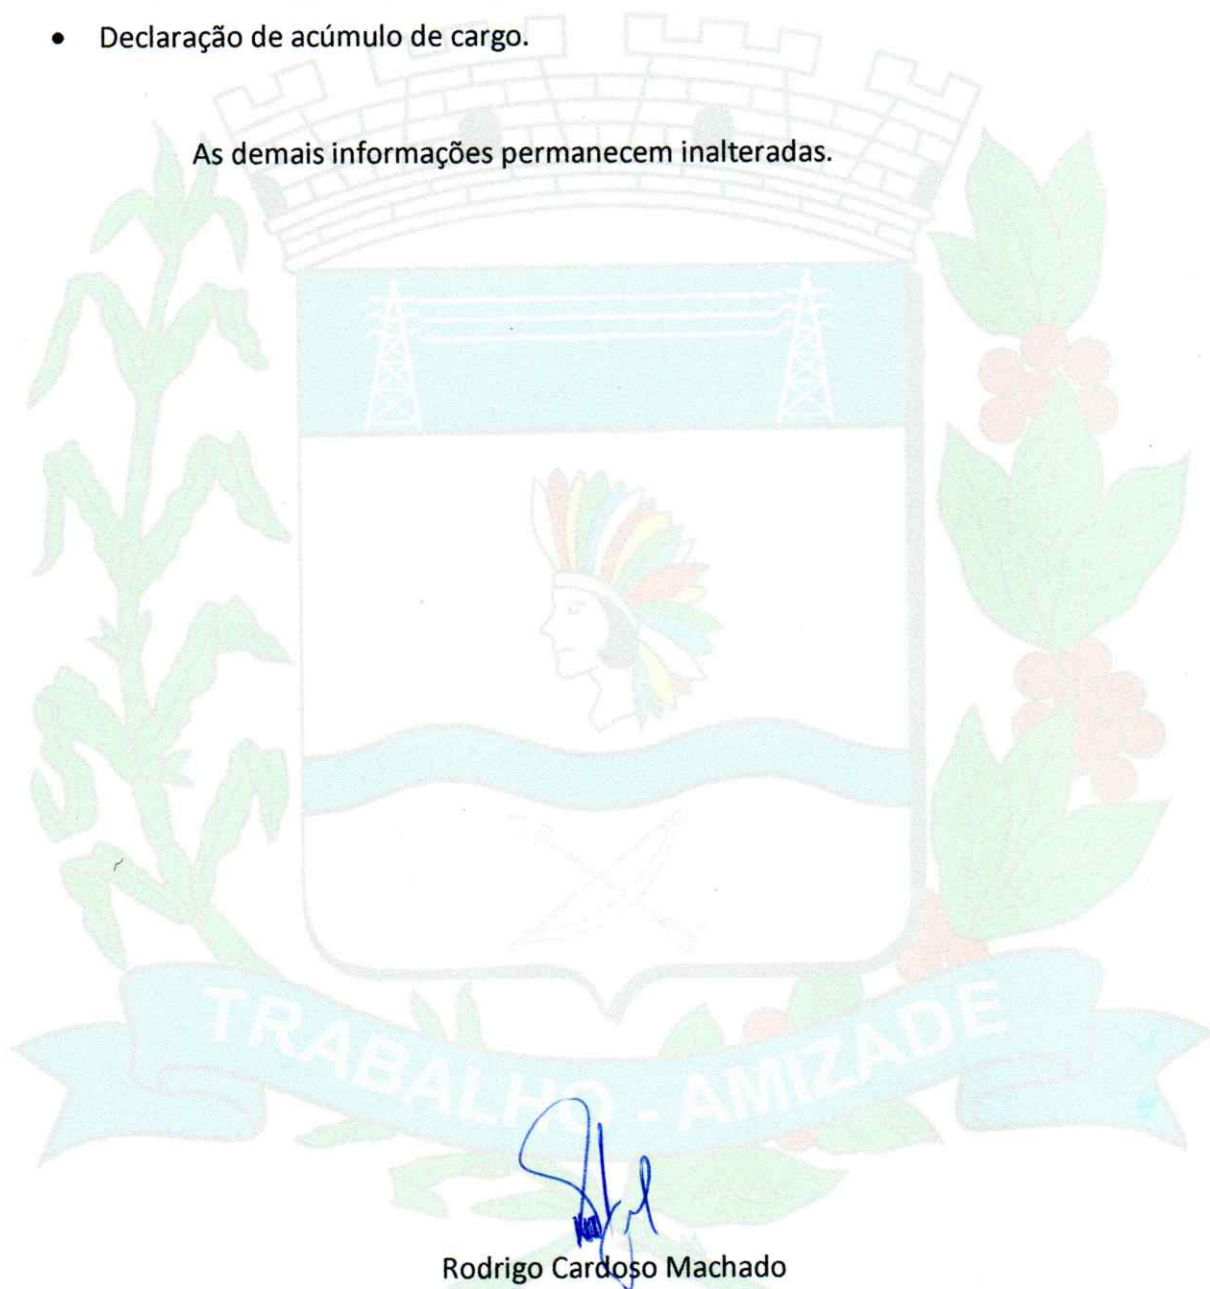 • Declaração de acúmulo de cargo.
As demais informações permanecem inalteradas.
TRABALHO - AMIZADE
Rodrigo Cardoso Machado